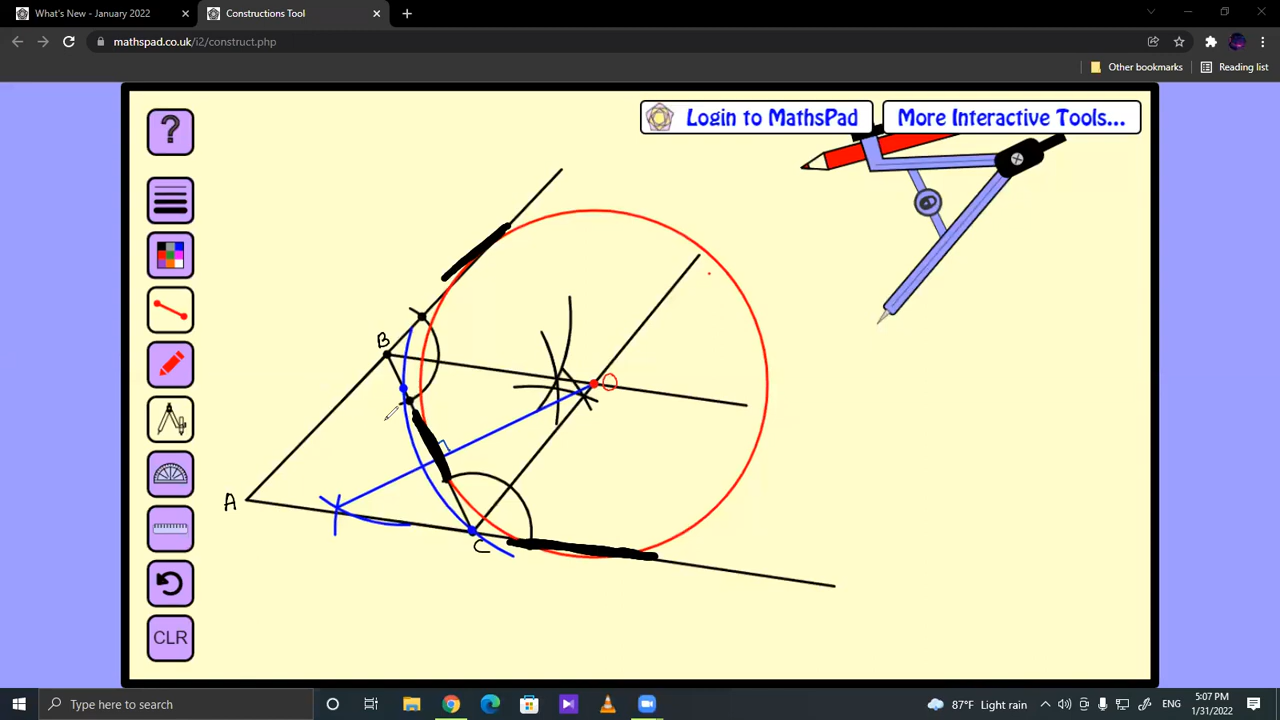 What's New - January 2022
Constructions Tool
mathspad.co.uk/i2/construct.php
Other bookmarks
Reading list
?
Login to MathsPad
More Interactive Tools...
B
O
A
C
CLR
Type here to search
87°F Light rain
ENG
5:07 PM
1/31/2022